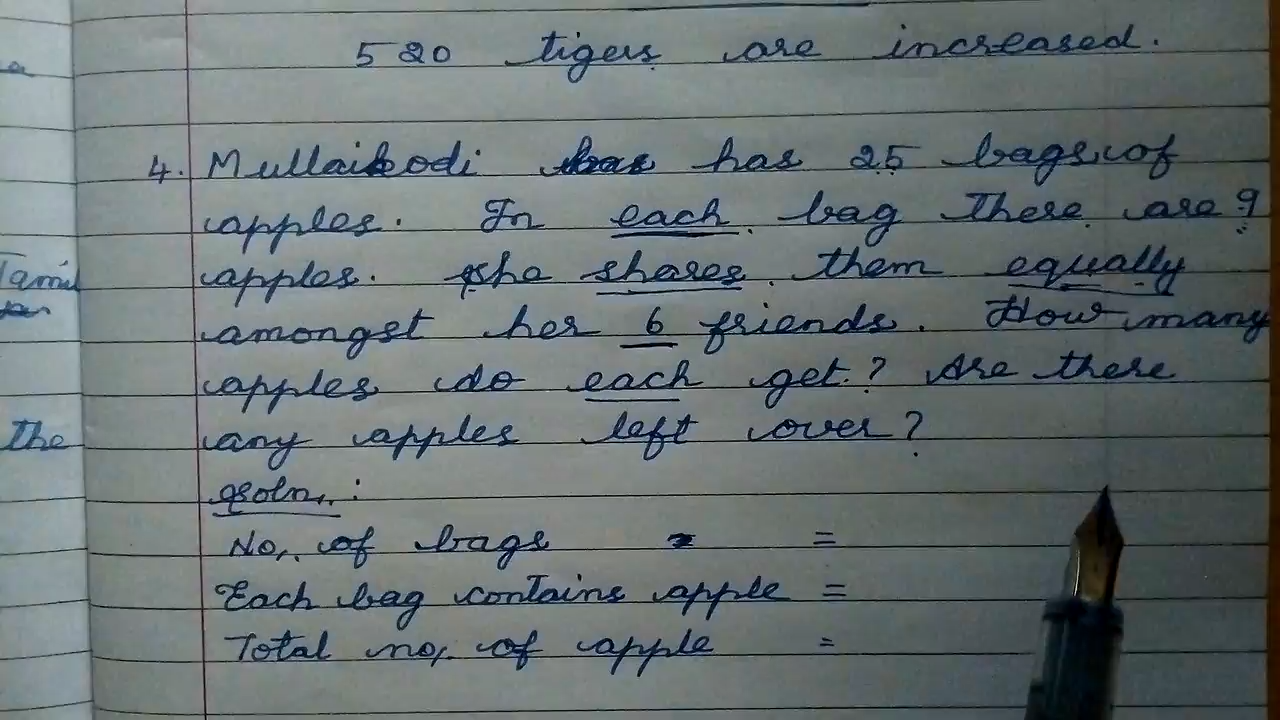 520 tigers are increased.
4. Mullaikodi has has 25 bags of
apples. In each bag there are 9
apples. she shares them equally
Tamil
amongst her 6 friends. How many
apples do each get? Are there
the any apples left over?
Soln, :
No, of bags =
Each bag contains apple =
Total no, of apple =